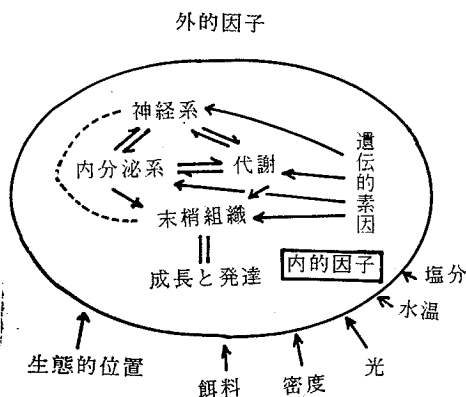 外的因子
神経系
内分泌系
代謝
遺伝的素因
末梢組織
成長と発達
内的因子
塩分
水温
光
密度
餌料
生態的位置